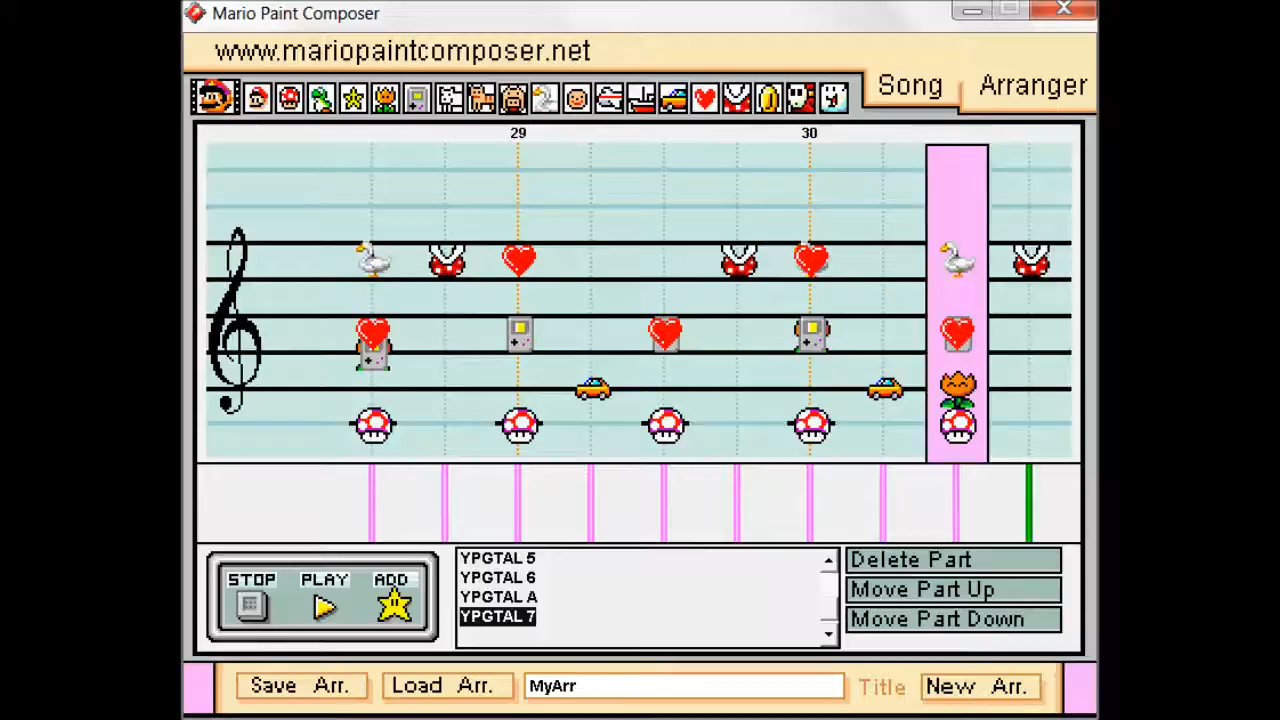 Mario Paint Composer
www.mariopaintcomposer.net
Song Arranger
29 30
STOP PLAY ADD
YPGTAL 5
YPGTAL 6
YPGTAL A
YPGTAL 7
Delete Part
Move Part Up
Move Part Down
Save Arr. Load Arr. MyArr Title New Arr.